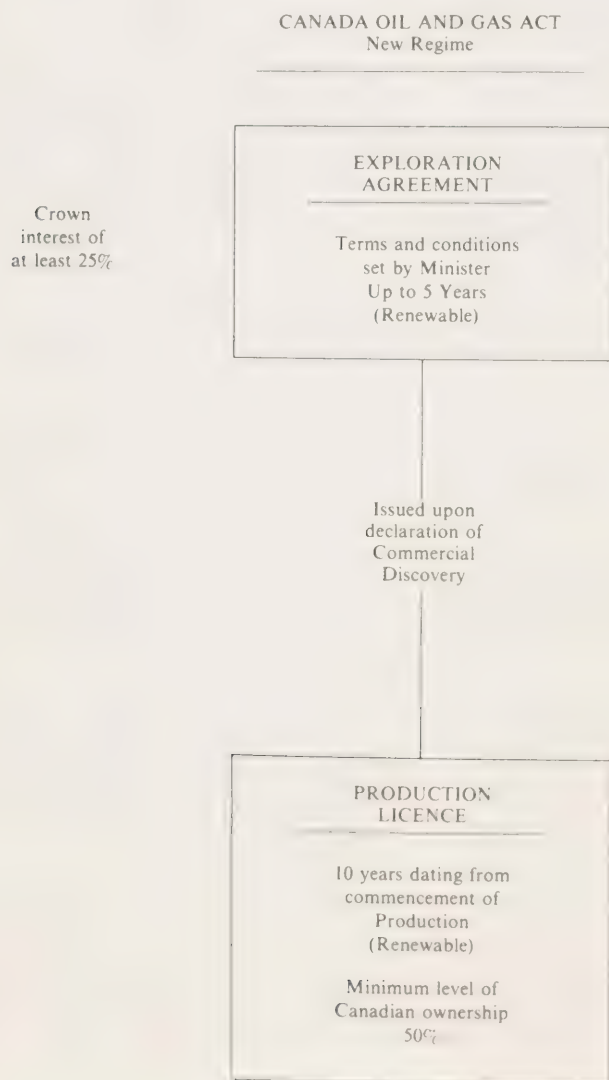 CANADA OIL AND GAS ACT
New Regime
Crown
interest of
at least 25%
EXPLORATION
AGREEMENT
Terms and conditions
set by Minister
Up to 5 Years
(Renewable)
Issued upon
declaration of
Commercial
Discovery
PRODUCTION
LICENCE
10 years dating from
commencement of
Production
(Renewable)
Minimum level of
Canadian ownership
50%